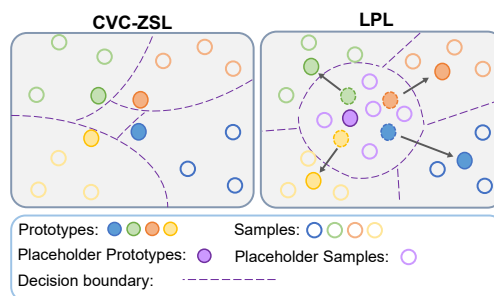 CVC-ZSL LPL
Prototypes: Samples:
Placeholder Prototypes: Placeholder Samples:
Decision boundary: